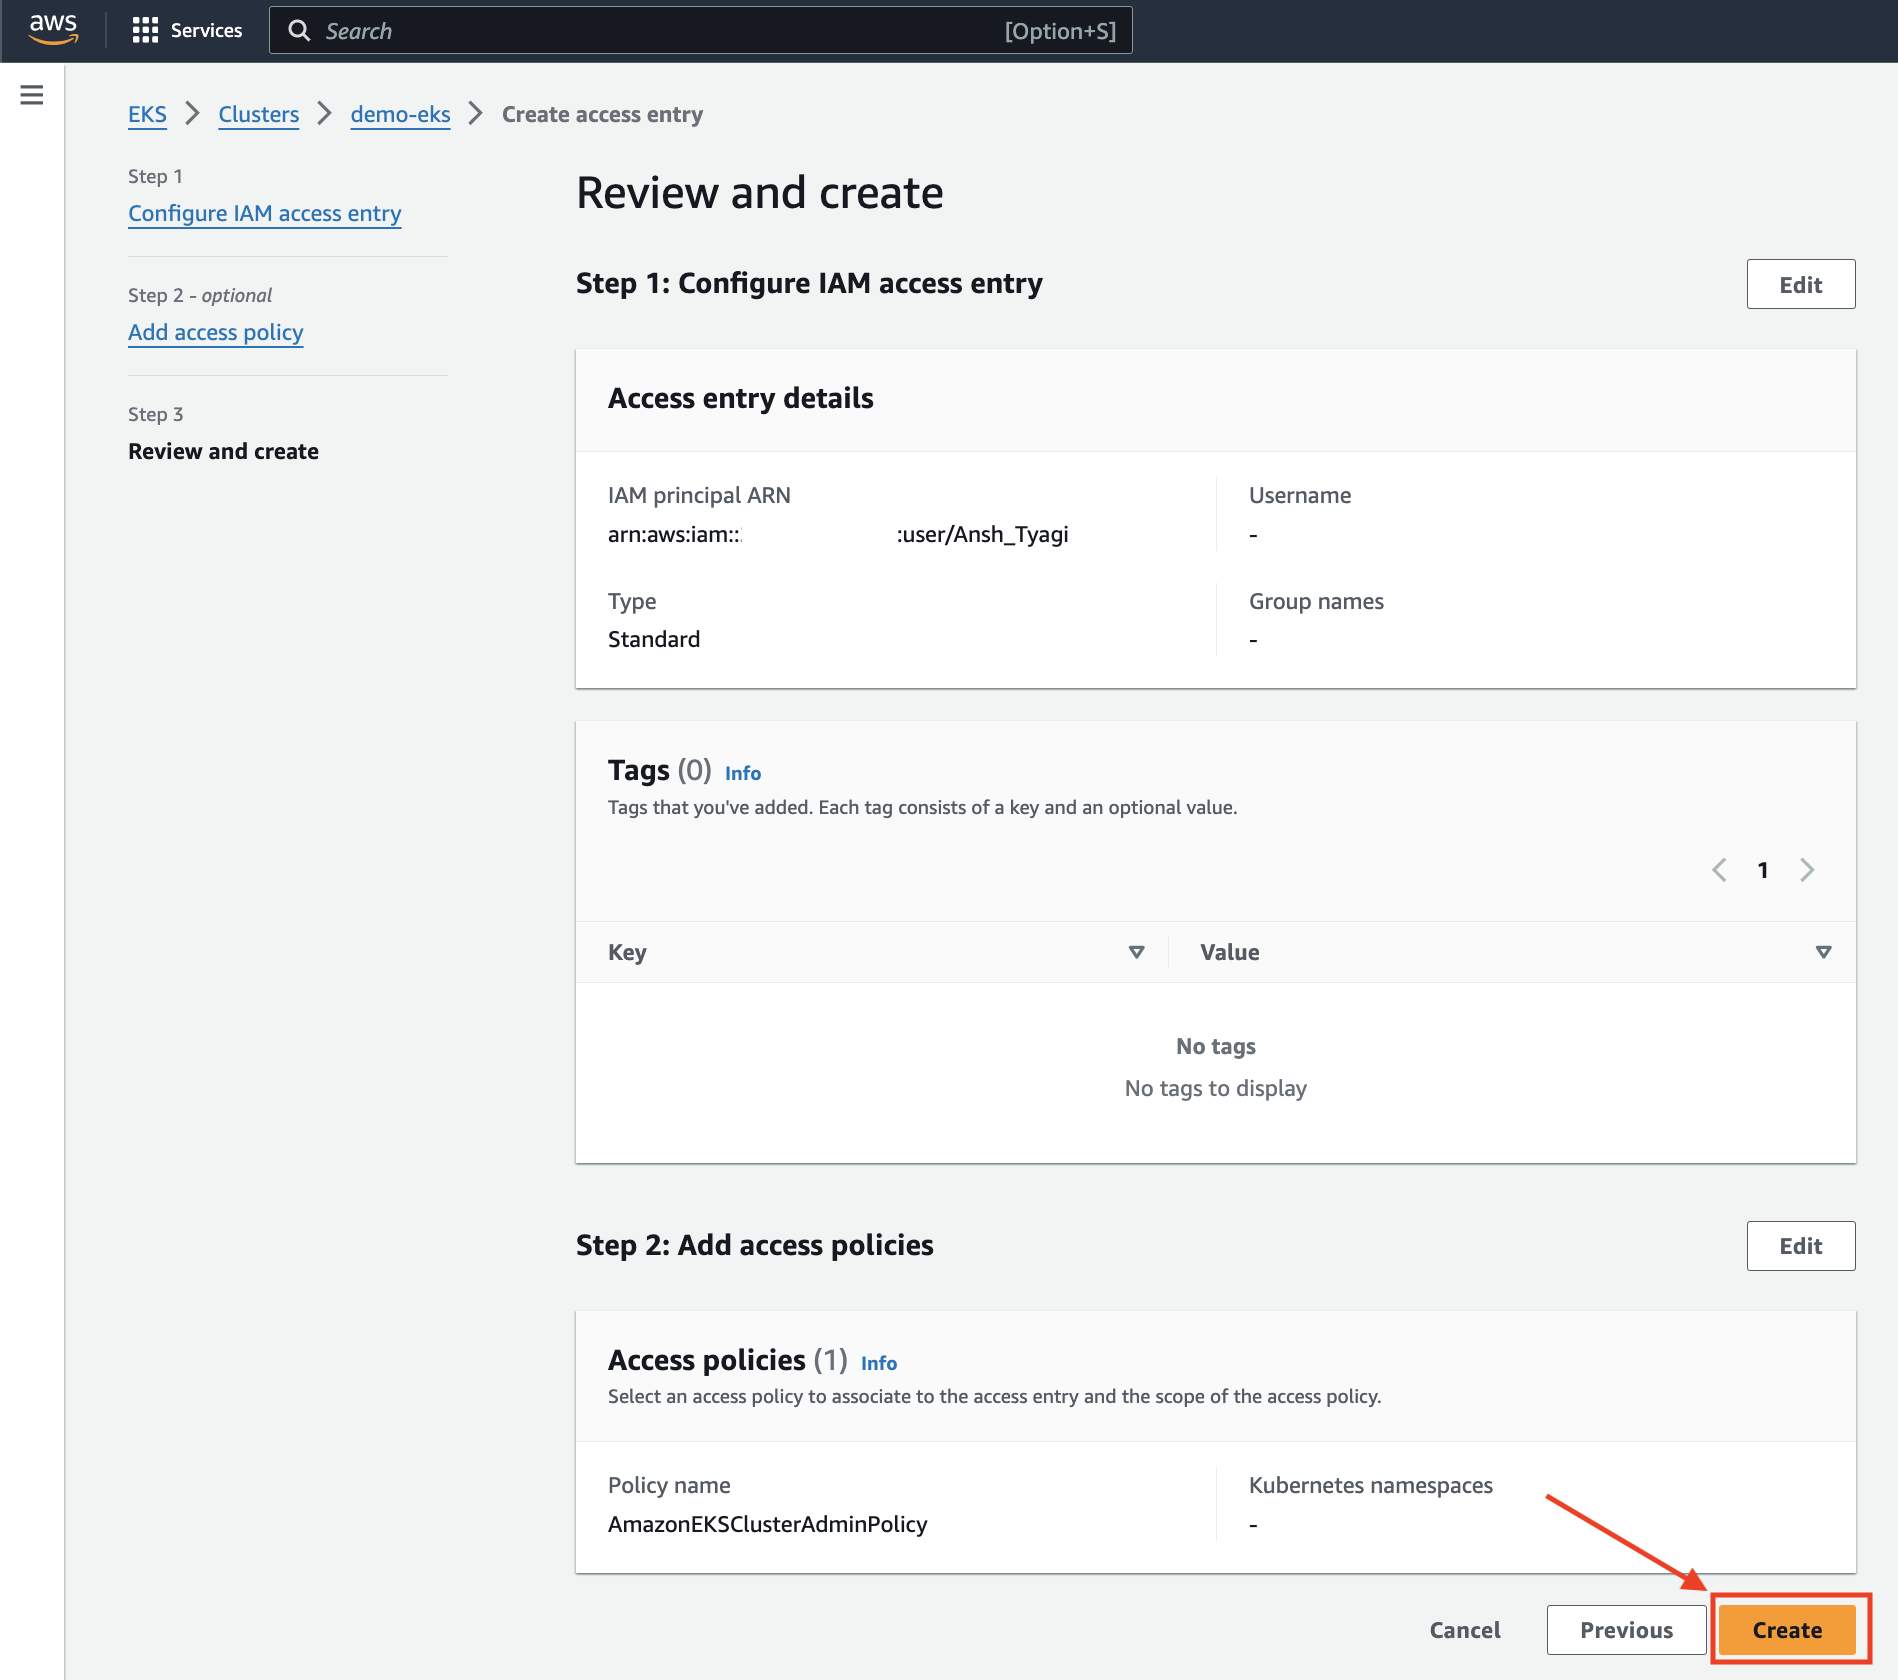 aws Services Search [Option+S]
EKS Clusters demo-eks Create access entry
Step 1
Configure IAM access entry
Step 2 - optional
Add access policy
Step 3
Review and create
Review and create
Step 1: Configure IAM access entry
Edit
Access entry details
IAM principal ARN
arn:aws:iam:: :user/Ansh_Tyagi
Username
-
Type
Standard
Group names
-
Tags (0) Info
Tags that you've added. Each tag consists of a key and an optional value.
1
Key Value
No tags
No tags to display
Step 2: Add access policies
Edit
Access policies (1) Info
Select an access policy to associate to the access entry and the scope of the access policy.
Policy name
AmazonEKSClusterAdminPolicy
Kubernetes namespaces
-
Cancel Previous Create